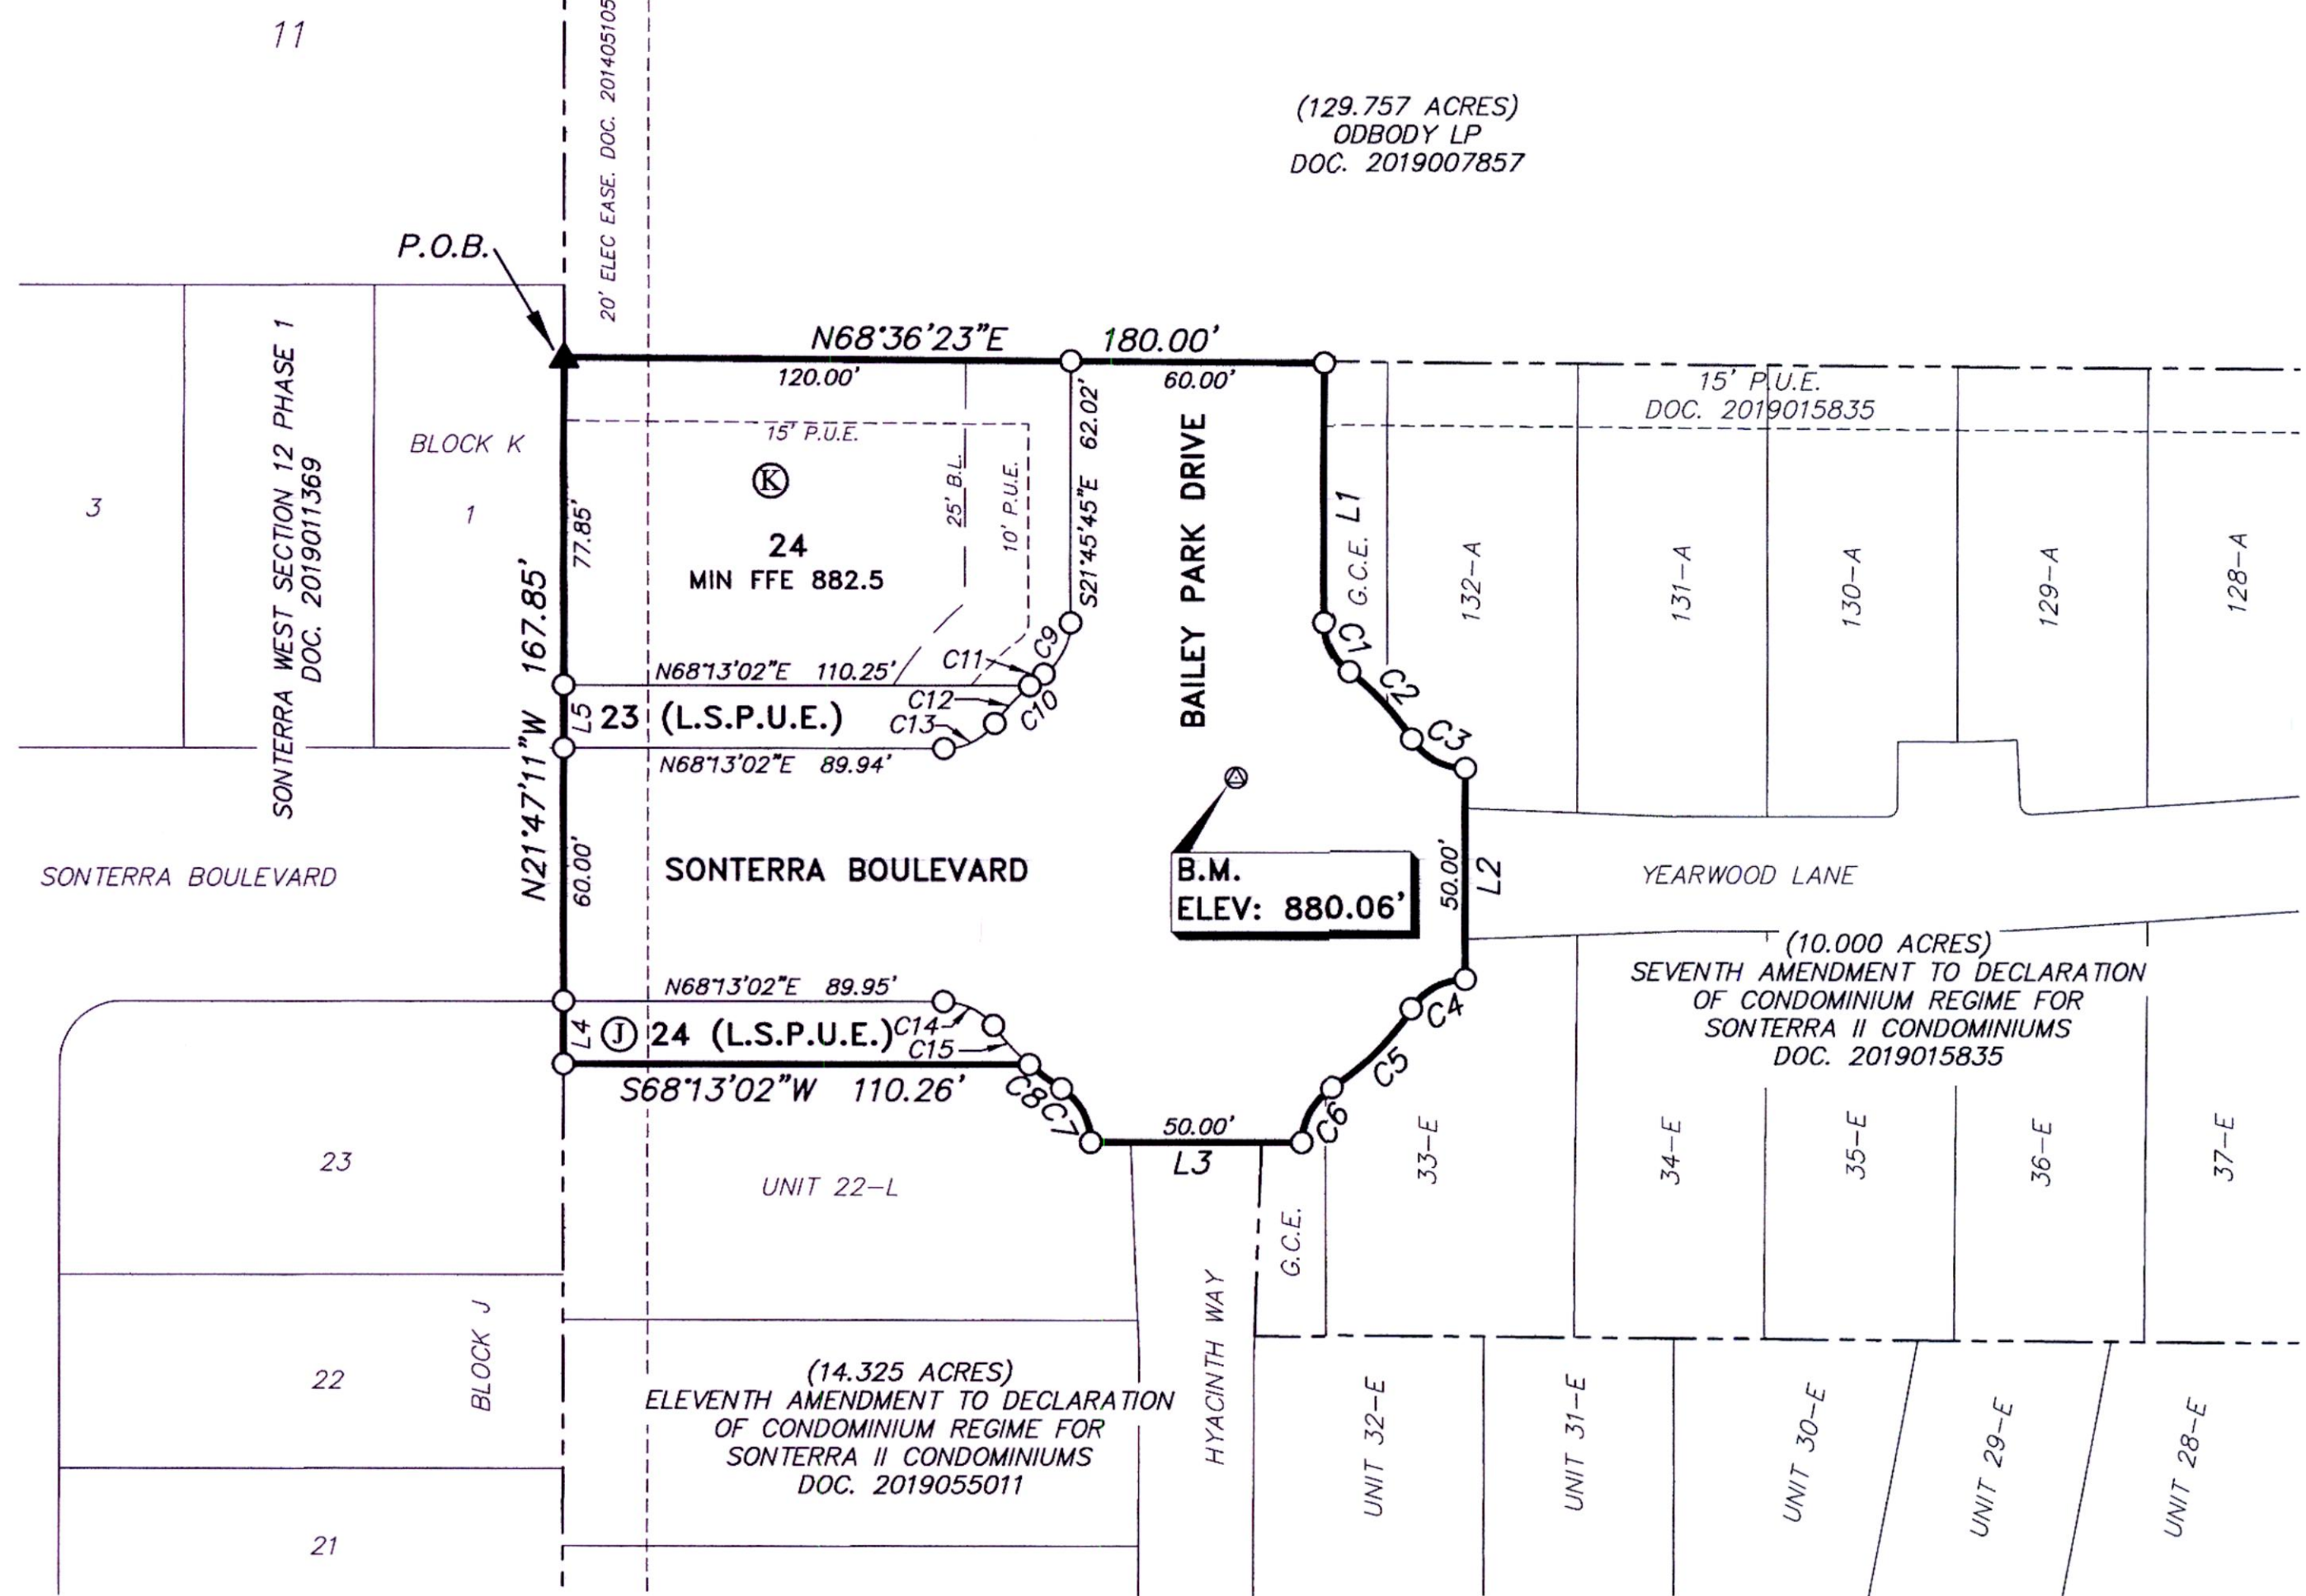 11
20' ELEC EASE. DOC. 201405105
(129.757 ACRES)
ODBODY LP
DOC. 2019007857
P.O.B.
N68°36'23"E 180.00'
120.00'
60.00'
15' P.U.E.
DOC. 2019015835
SONTERRA WEST SECTION 12 PHASE 1
DOC. 2019011369
BLOCK K
3
1
77.85'
15' P.U.E.
K
24
MIN FFE 882.5
25' B.L.
10' P.U.E.
S21°45'45"E 62.02'
BAILEY PARK DRIVE
G.C.E.
L1
132-A
131-A
130-A
129-A
128-A
N21°47'11"W 167.85'
C9
C11
N68°13'02"E 110.25'
C1
C2
C12
C10
L5
23 (L.S.P.U.E.)
C13
C3
N68°13'02"E 89.94'
SONTERRA BOULEVARD
60.00'
SONTERRA BOULEVARD
B.M.
ELEV: 880.06'
50.00'
L2
YEARWOOD LANE
(10.000 ACRES)
SEVENTH AMENDMENT TO DECLARATION
OF CONDOMINIUM REGIME FOR
SONTERRA II CONDOMINIUMS
DOC. 2019015835
N68°13'02"E 89.95'
C4
L4
J
24 (L.S.P.U.E.)
C14
C15
C5
S68°13'02"W 110.26'
C8
C7
C6
50.00'
L3
23
UNIT 22-L
33-E
34-E
35-E
36-E
37-E
G.C.E.
HYACINTH WAY
BLOCK J
22
(14.325 ACRES)
ELEVENTH AMENDMENT TO DECLARATION
OF CONDOMINIUM REGIME FOR
SONTERRA II CONDOMINIUMS
DOC. 2019055011
UNIT 32-E
UNIT 31-E
UNIT 30-E
UNIT 29-E
UNIT 28-E
21